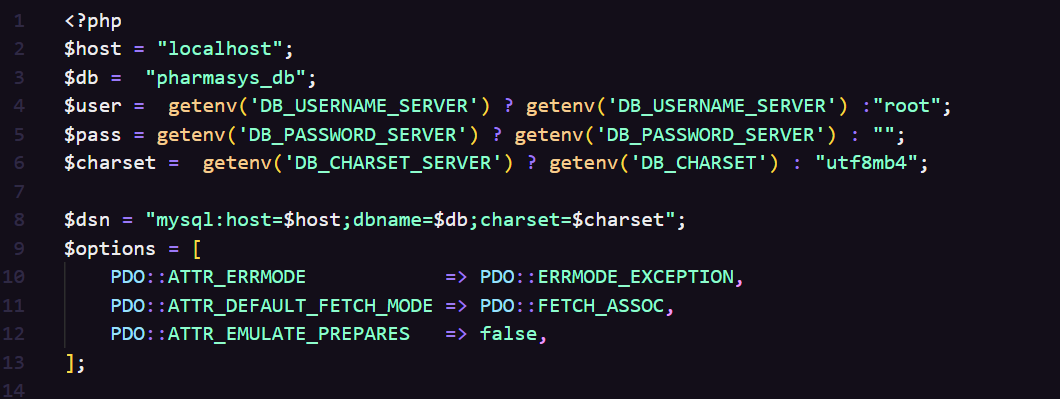 1 <?php
2 $host = "localhost";
3 $db =  "pharmasys_db";
4 $user =  getenv('DB_USERNAME_SERVER') ? getenv('DB_USERNAME_SERVER') :"root";
5 $pass = getenv('DB_PASSWORD_SERVER') ? getenv('DB_PASSWORD_SERVER') : "";
6 $charset =  getenv('DB_CHARSET_SERVER') ? getenv('DB_CHARSET') : "utf8mb4";
7
8 $dsn = "mysql:host=$host;dbname=$db;charset=$charset";
9 $options = [
10     PDO::ATTR_ERRMODE            => PDO::ERRMODE_EXCEPTION,
11     PDO::ATTR_DEFAULT_FETCH_MODE => PDO::FETCH_ASSOC,
12     PDO::ATTR_EMULATE_PREPARES   => false,
13 ];
14